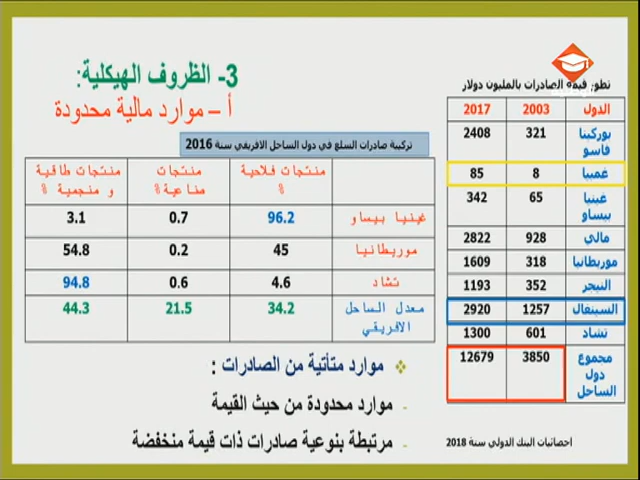 3- الظروف الهيكلية:
أ – موارد مالية محدودة
تركيبة صادرات السلع في دول الساحل الافريقي سنة 2016
منتجات فلاحية % منتجات صناعية % منتجات طاقية و منجمية %
غينيا بيساو 96.2 0.7 3.1
موريطانيا 45 0.2 54.8
تشاد 4.6 0.6 94.8
معدل الساحل الافريقي 34.2 21.5 44.3
موارد متأتية من الصادرات :
- موارد محدودة من حيث القيمة
- مرتبطة بنوعية صادرات ذات قيمة منخفضة
تطور قيمة الصادرات بالمليون دولار
الدول 2003 2017
بوركينا فاسو 321 2408
غمبيا 8 85
غينيا بيساو 65 342
مالي 928 2822
موريطانيا 318 1609
النيجر 352 1193
السينغال 1257 2920
تشاد 601 1300
مجموع دول الساحل 3850 12679
احصائيات البنك الدولي سنة 2018